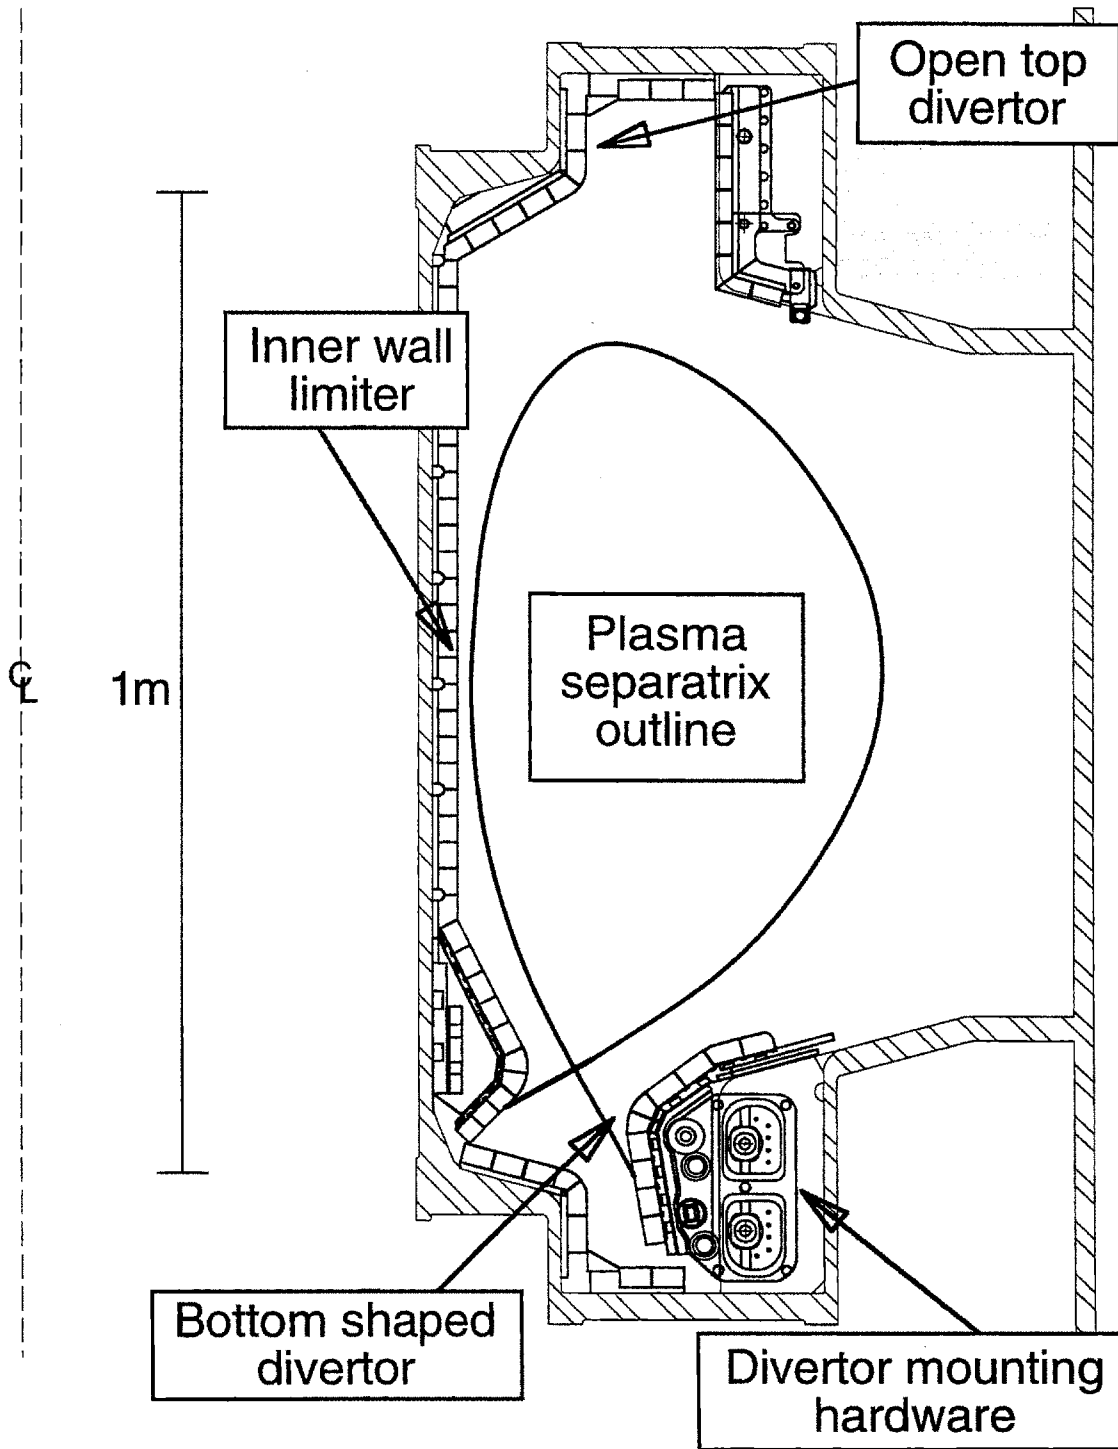 Open top
divertor
Inner wall
limiter
Plasma
separatrix
outline
℄
1m
Bottom shaped
divertor
Divertor mounting
hardware